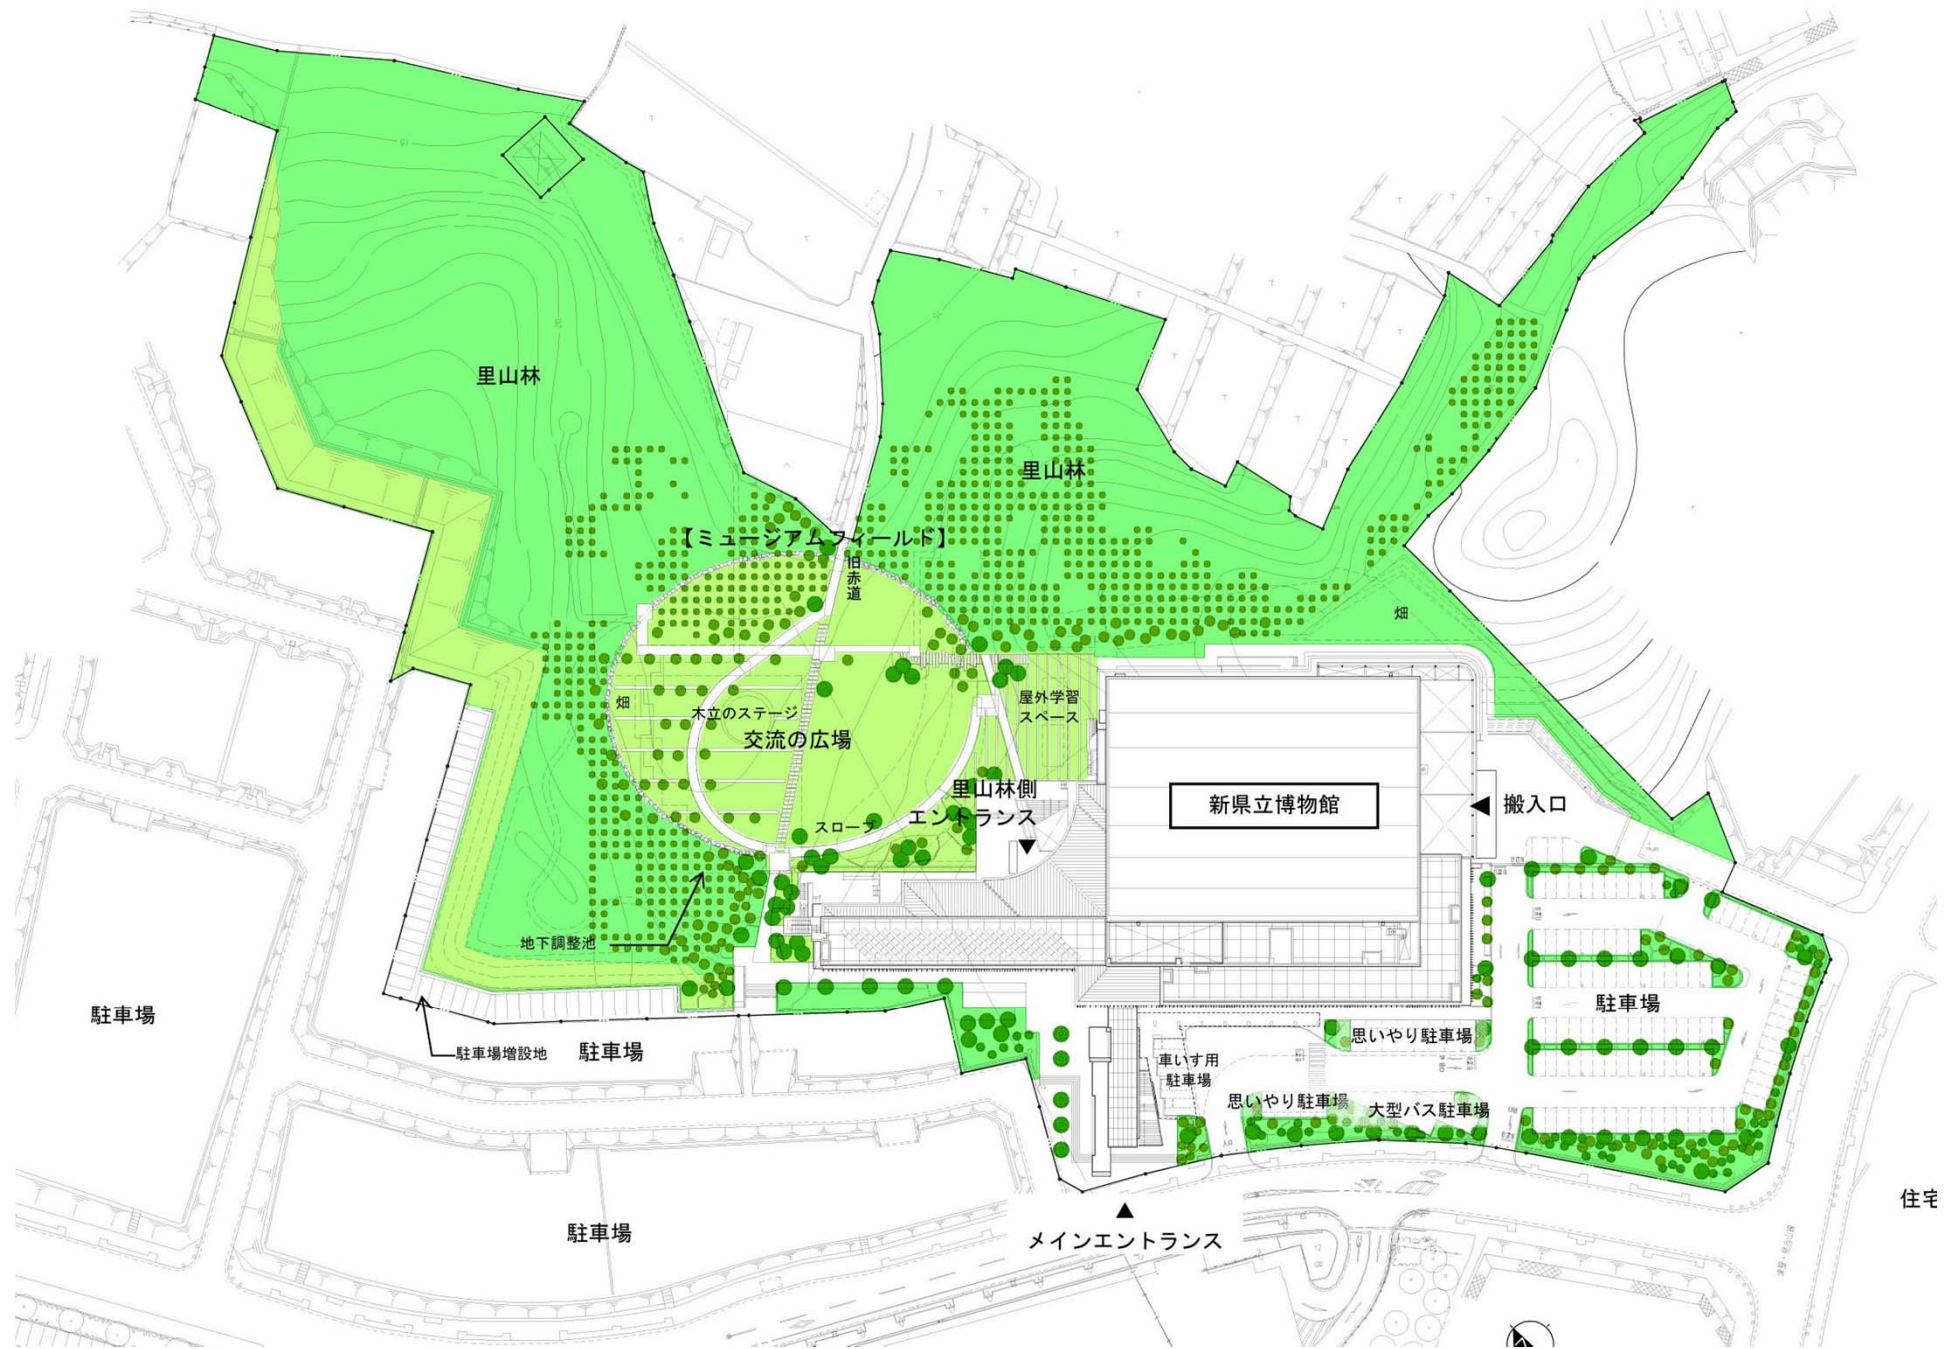 里山林
里山林
【ミュージアムフィールド】
旧赤道
畑
畑
木立のステージ
交流の広場
屋外学習
スペース
里山林側
エントランス
スロープ
新県立博物館
搬入口
地下調整池
駐車場
駐車場増設地
駐車場
駐車場
思いやり駐車場
車いす用
駐車場
思いやり駐車場
大型バス駐車場
駐車場
メインエントランス
住宅